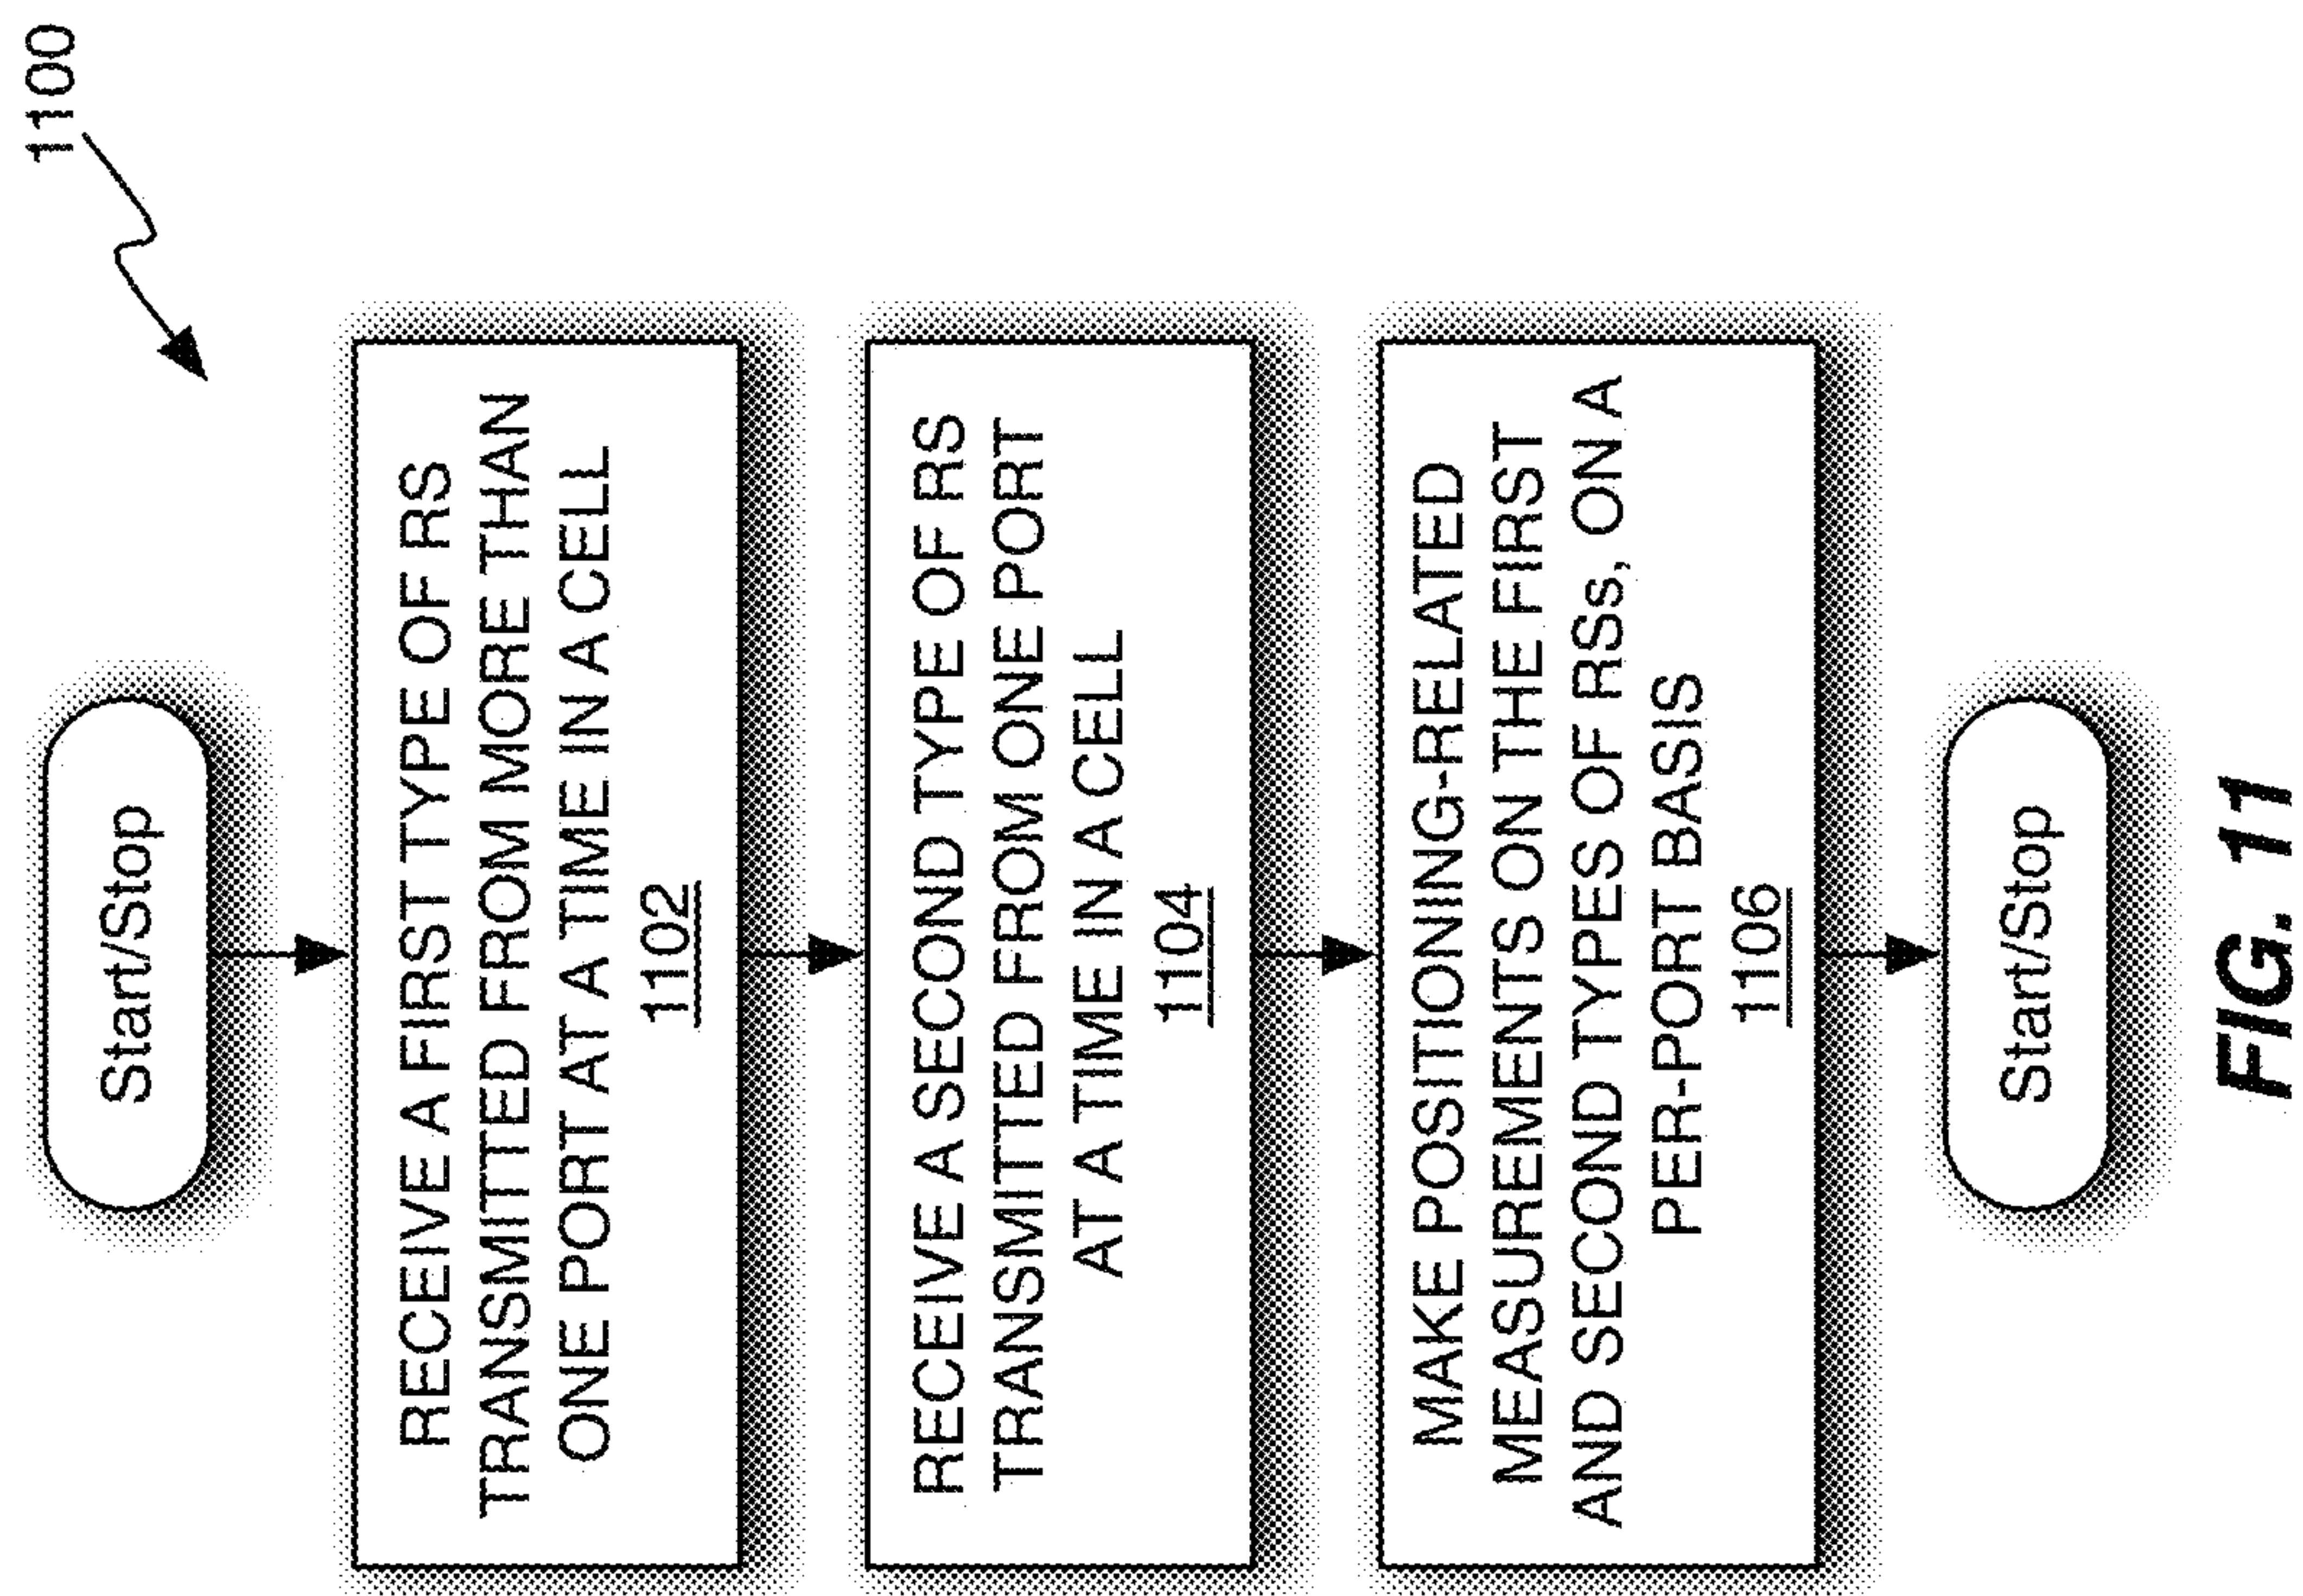 1100
Start/Stop
RECEIVE A FIRST TYPE OF RS
TRANSMITTED FROM MORE THAN
ONE PORT AT A TIME IN A CELL
1102
RECEIVE A SECOND TYPE OF RS
TRANSMITTED FROM ONE PORT
AT A TIME IN A CELL
1104
MAKE POSITIONING-RELATED
MEASUREMENTS ON THE FIRST
AND SECOND TYPES OF RSs, ON A
PER-PORT BASIS
1106
Start/Stop
FIG. 11